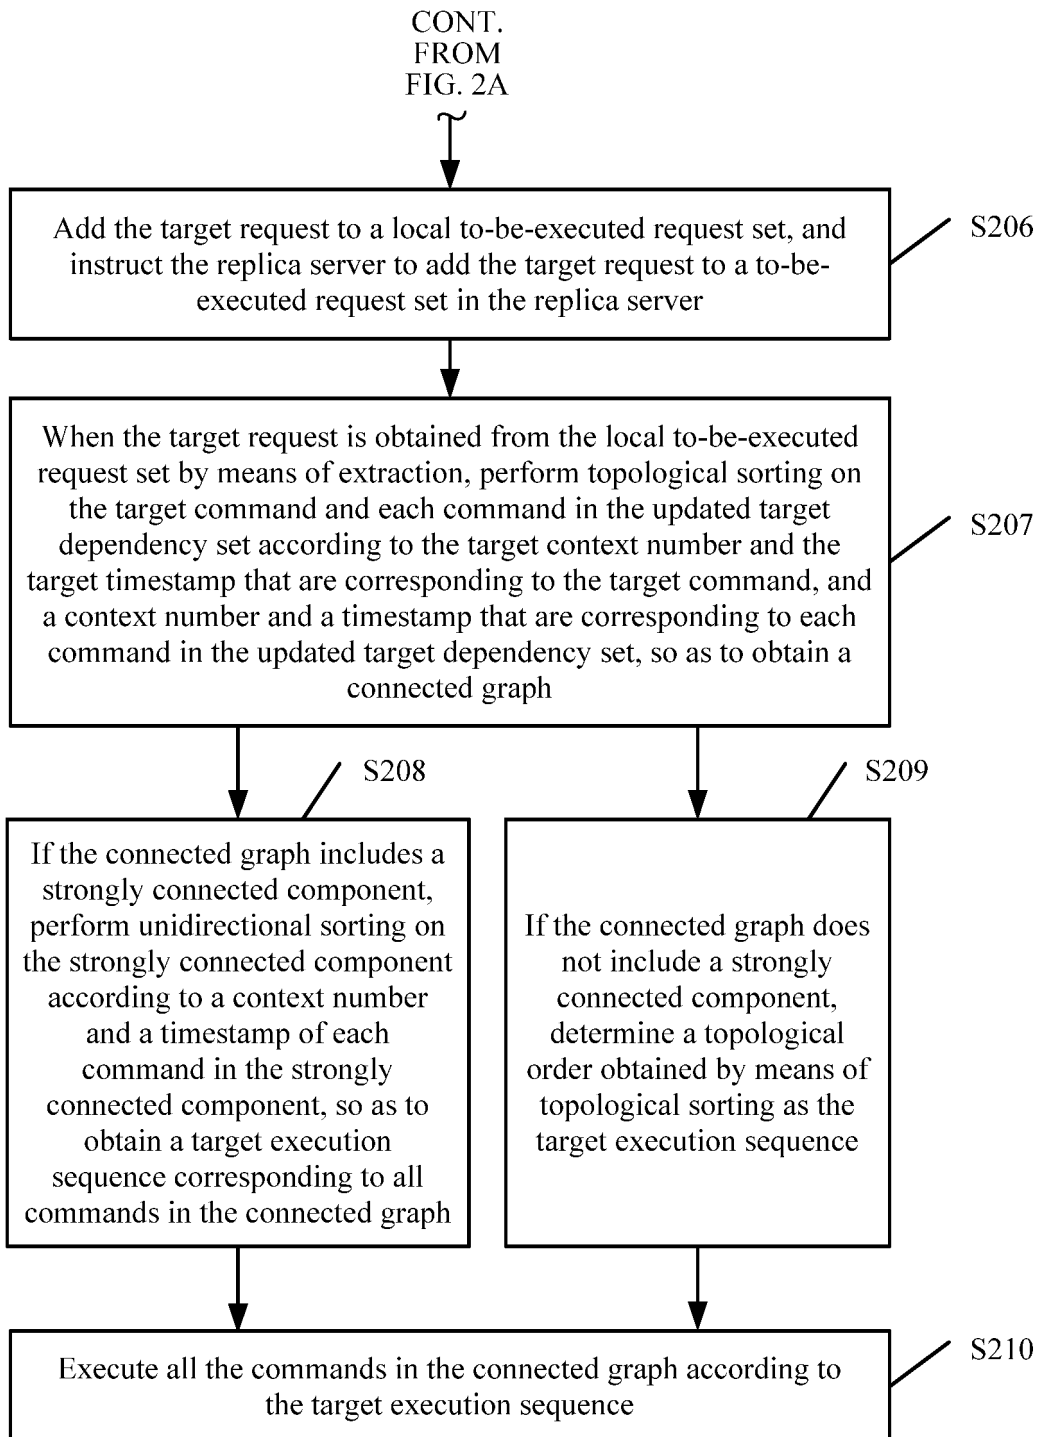 CONT.
FROM
FIG. 2A
Add the target request to a local to-be-executed request set, and
instruct the replica server to add the target request to a to-be-
executed request set in the replica server
S206
When the target request is obtained from the local to-be-executed
request set by means of extraction, perform topological sorting on
the target command and each command in the updated target
dependency set according to the target context number and the
target timestamp that are corresponding to the target command, and
a context number and a timestamp that are corresponding to each
command in the updated target dependency set, so as to obtain a
connected graph
S207
S208
If the connected graph includes a
strongly connected component,
perform unidirectional sorting on
the strongly connected component
according to a context number
and a timestamp of each
command in the strongly
connected component, so as to
obtain a target execution
sequence corresponding to all
commands in the connected graph
S209
If the connected graph does
not include a strongly
connected component,
determine a topological
order obtained by means of
topological sorting as the
target execution sequence
Execute all the commands in the connected graph according to
the target execution sequence
S210